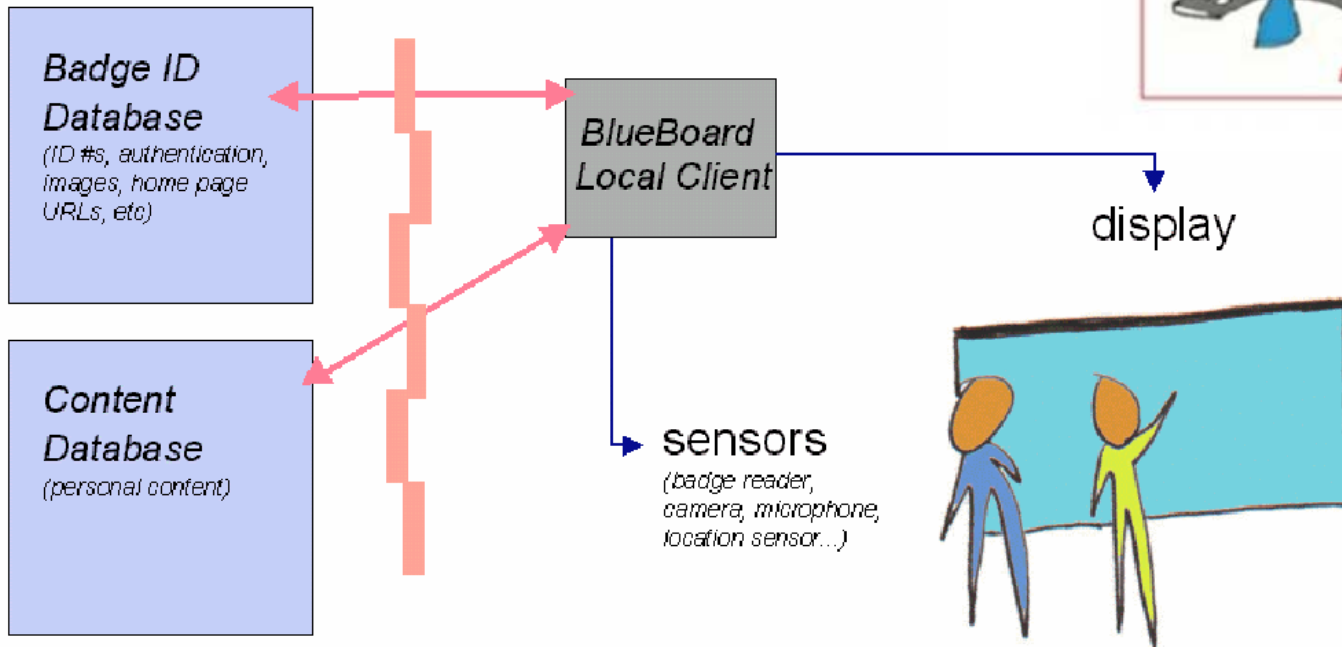 Badge ID
Database
(ID #s, authentication,
images, home page
URLs, etc)
BlueBoard
Local Client
display
Content
Database
(personal content)
sensors
(badge reader,
camera, microphone,
location sensor...)